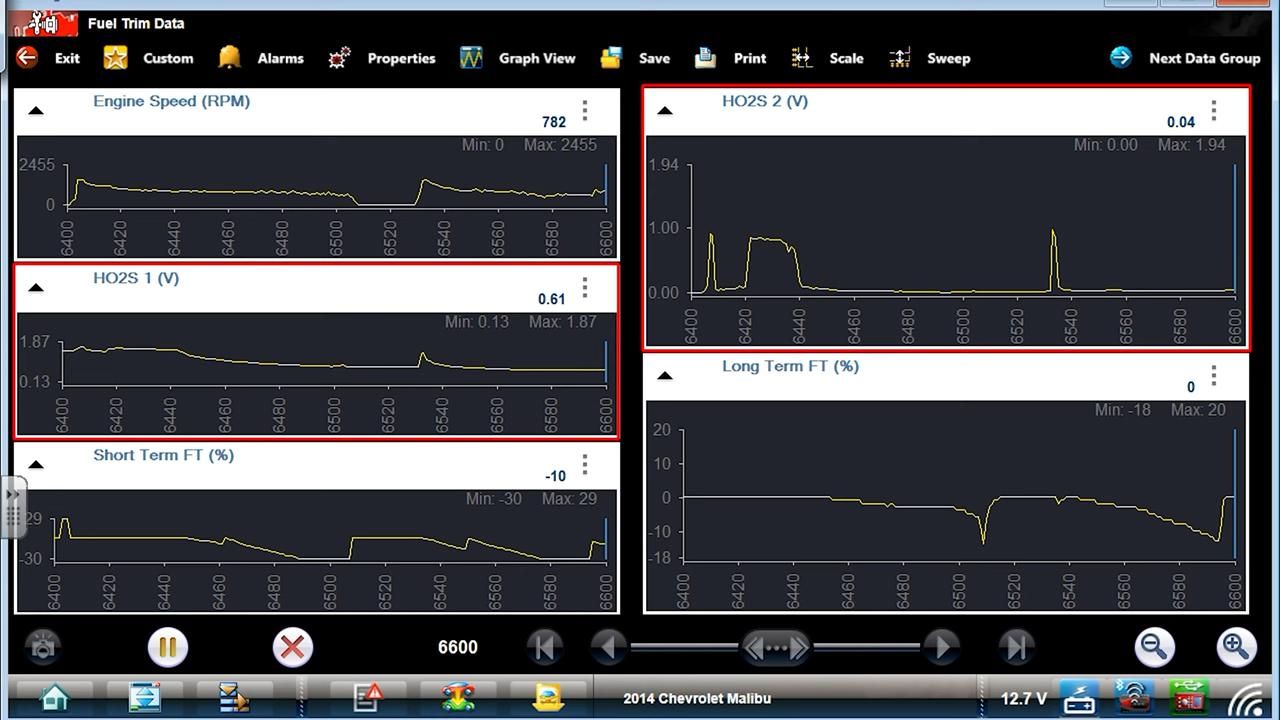 Fuel Trim Data
Exit Custom Alarms Properties Graph View Save Print Scale Sweep Next Data Group
Engine Speed (RPM)
782
Min: 0 Max: 2455
2455
0
6400 6420 6440 6460 6480 6500 6520 6540 6560 6580 6600
HO2S 1 (V)
0.61
Min: 0.13 Max: 1.87
1.87
0.13
6400 6420 6440 6460 6480 6500 6520 6540 6560 6580 6600
Short Term FT (%)
-10
Min: -30 Max: 29
29
-30
6400 6420 6440 6460 6480 6500 6520 6540 6560 6580 6600
HO2S 2 (V)
0.04
Min: 0.00 Max: 1.94
1.94
1.00
0.00
6400 6420 6440 6460 6480 6500 6520 6540 6560 6580 6600
Long Term FT (%)
0
Min: -18 Max: 20
20
10
0
-10
-18
6400 6420 6440 6460 6480 6500 6520 6540 6560 6580 6600
6600
2014 Chevrolet Malibu
12.7 V